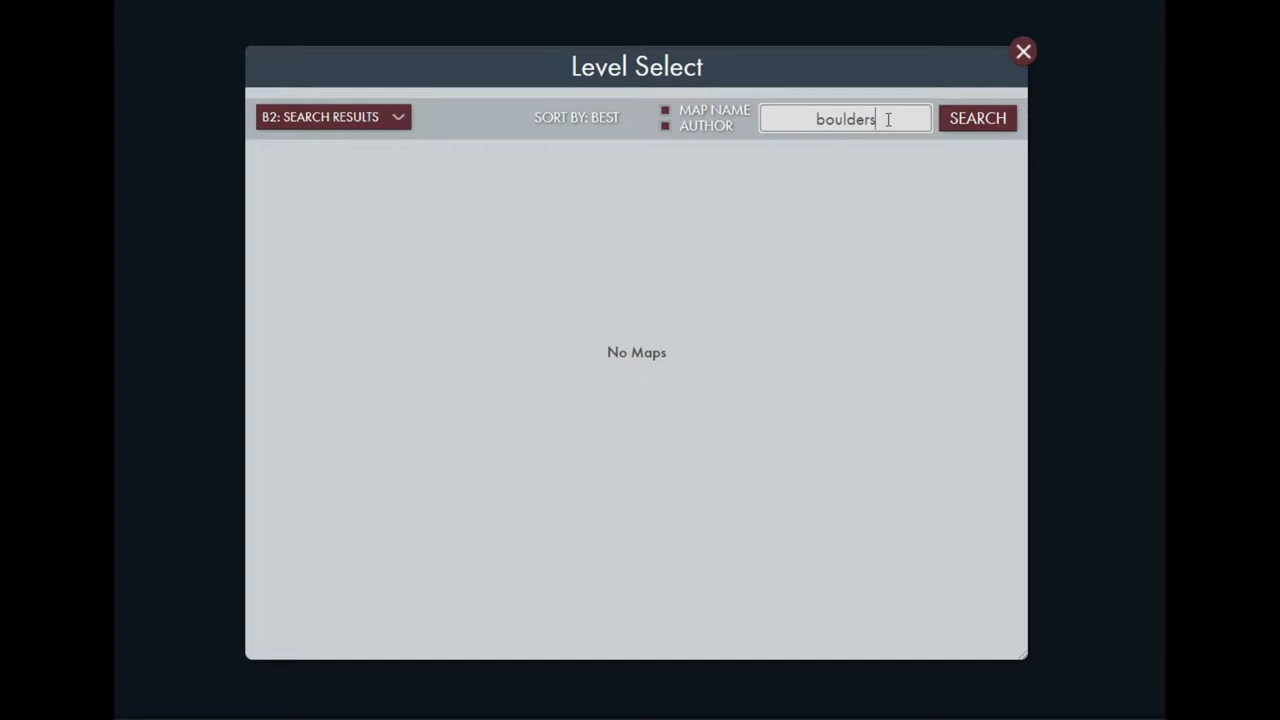 Level Select
B2: SEARCH RESULTS
SORT BY: BEST
MAP NAME
AUTHOR
boulders
SEARCH
No Maps